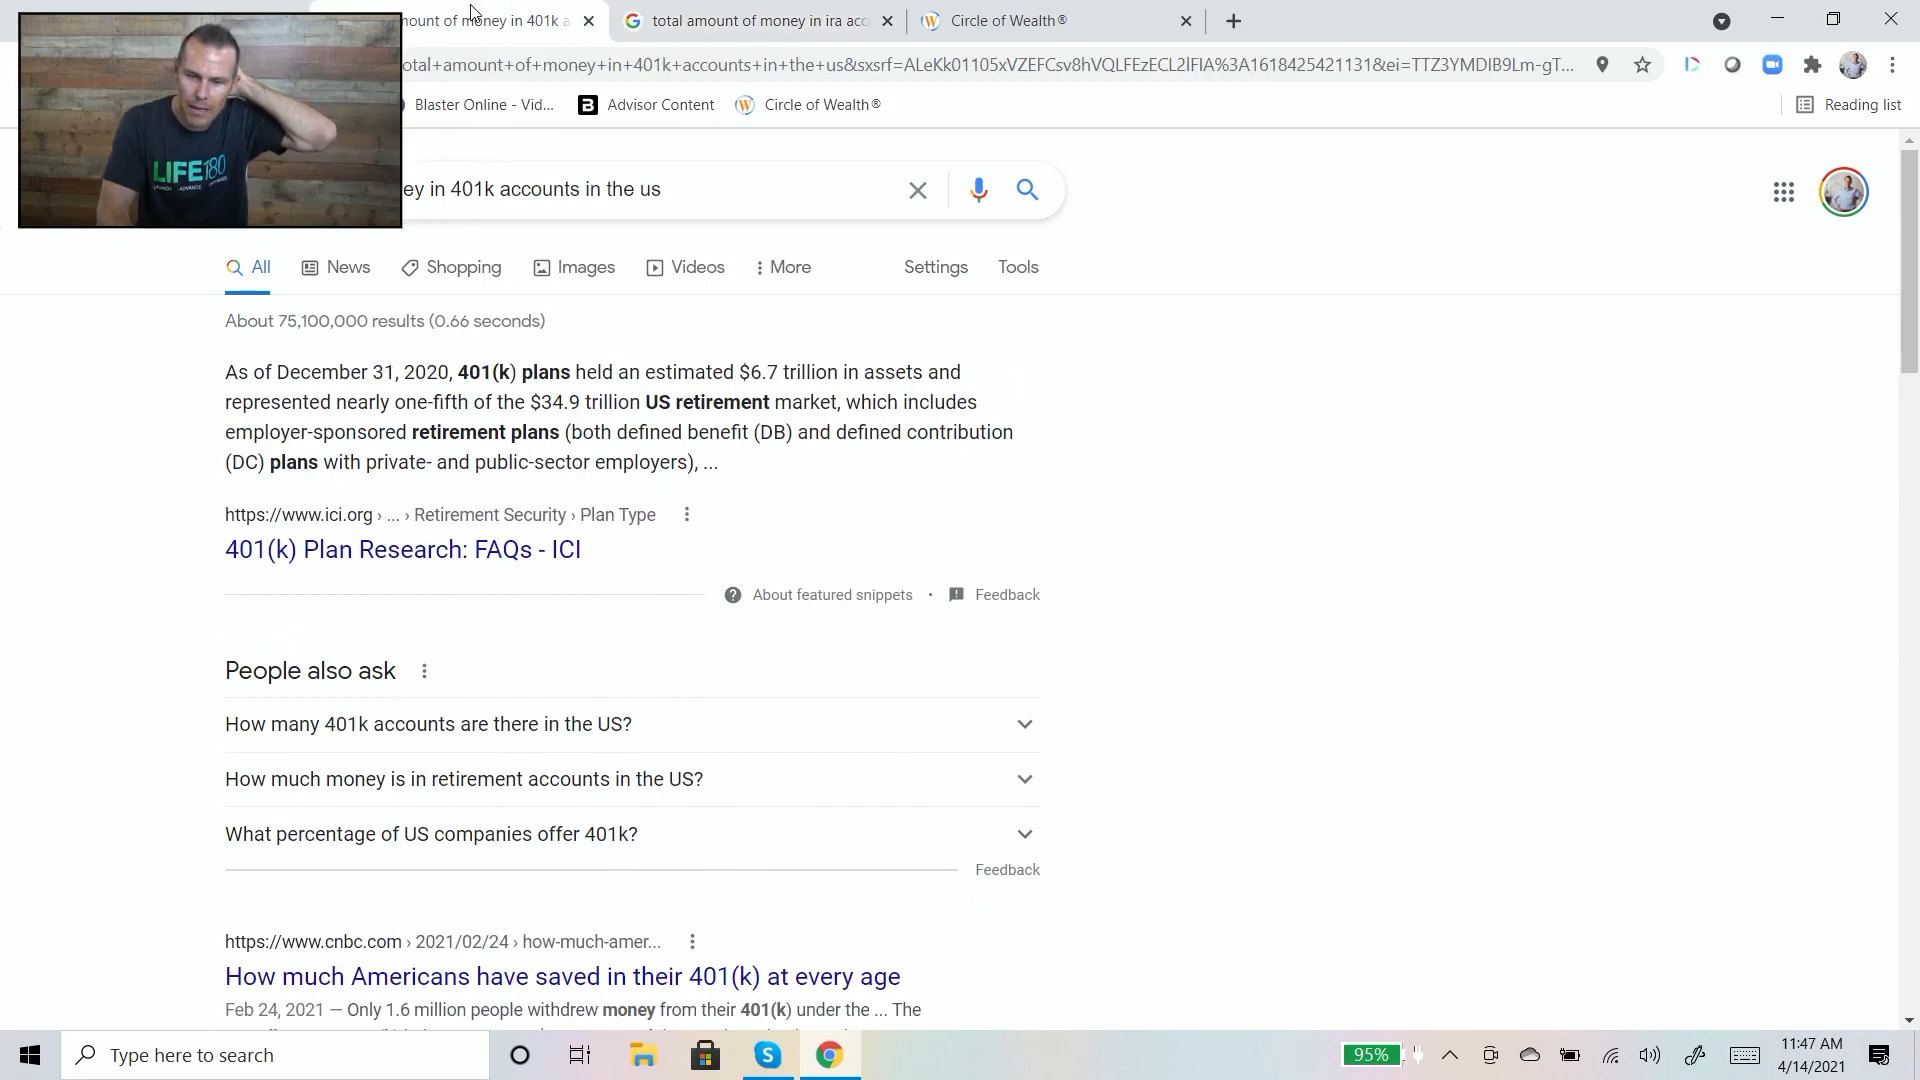 ount of money in 401k a
total amount of money in ira acc
Circle of Wealth®
otal+amount+of+money+in+401k+accounts+in+the+us&sxsrf=ALeKk01105xVZEFCsv8hVQLFEzECL2lFIA%3A1618425421131&ei=TTZ3YMDIB9Lm-gT...
Blaster Online - Vid...
Advisor Content
Circle of Wealth®
Reading list
LIFE180
LAUNCH ADVANCE
ey in 401k accounts in the us
All
News
Shopping
Images
Videos
More
Settings
Tools
About 75,100,000 results (0.66 seconds)
As of December 31, 2020, 401(k) plans held an estimated $6.7 trillion in assets and
represented nearly one-fifth of the $34.9 trillion US retirement market, which includes
employer-sponsored retirement plans (both defined benefit (DB) and defined contribution
(DC) plans with private- and public-sector employers), ...
https://www.ici.org › ... › Retirement Security › Plan Type
401(k) Plan Research: FAQs - ICI
About featured snippets • Feedback
People also ask
How many 401k accounts are there in the US?
How much money is in retirement accounts in the US?
What percentage of US companies offer 401k?
Feedback
https://www.cnbc.com › 2021/02/24 › how-much-amer...
How much Americans have saved in their 401(k) at every age
Feb 24, 2021 — Only 1.6 million people withdrew money from their 401(k) under the ... The
Type here to search
95%
11:47 AM
4/14/2021